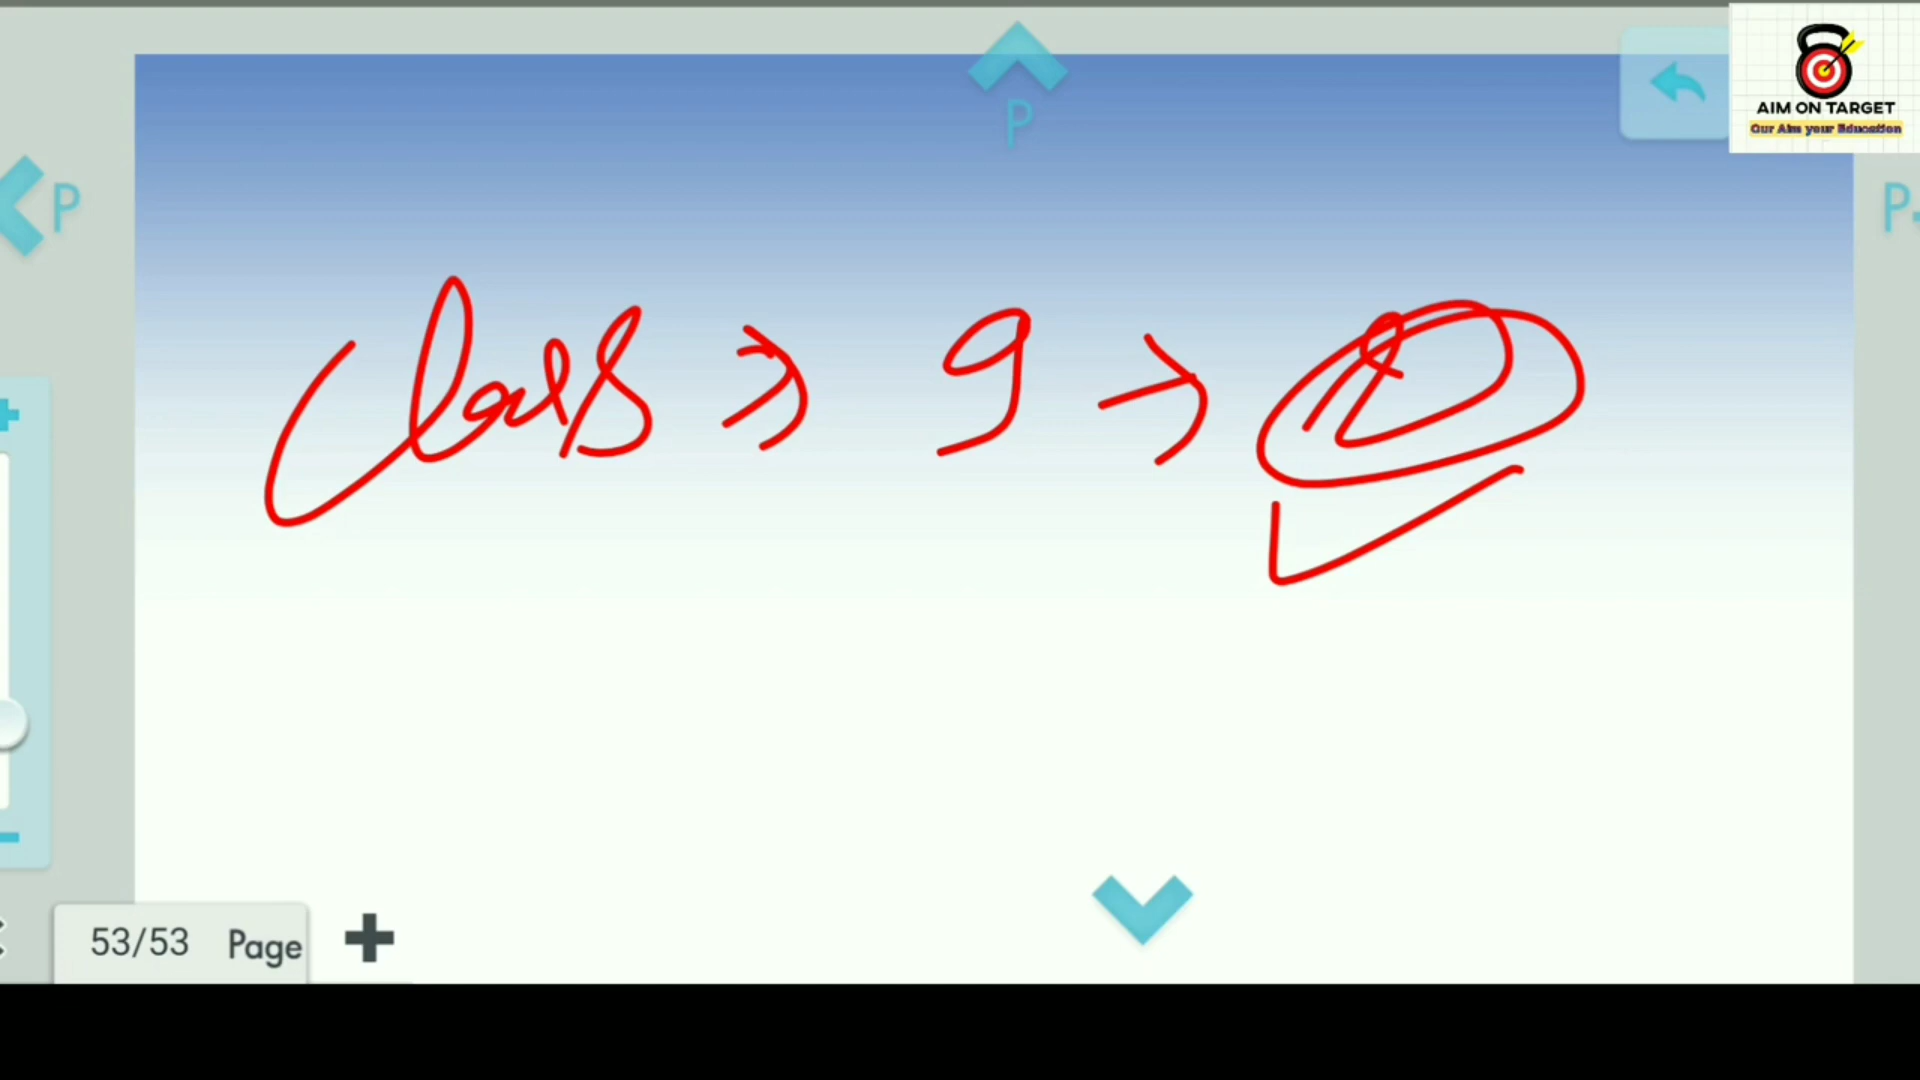 P
P
P
AIM ON TARGET
Our Aim your Education
Class → 9 →
53/53 Page